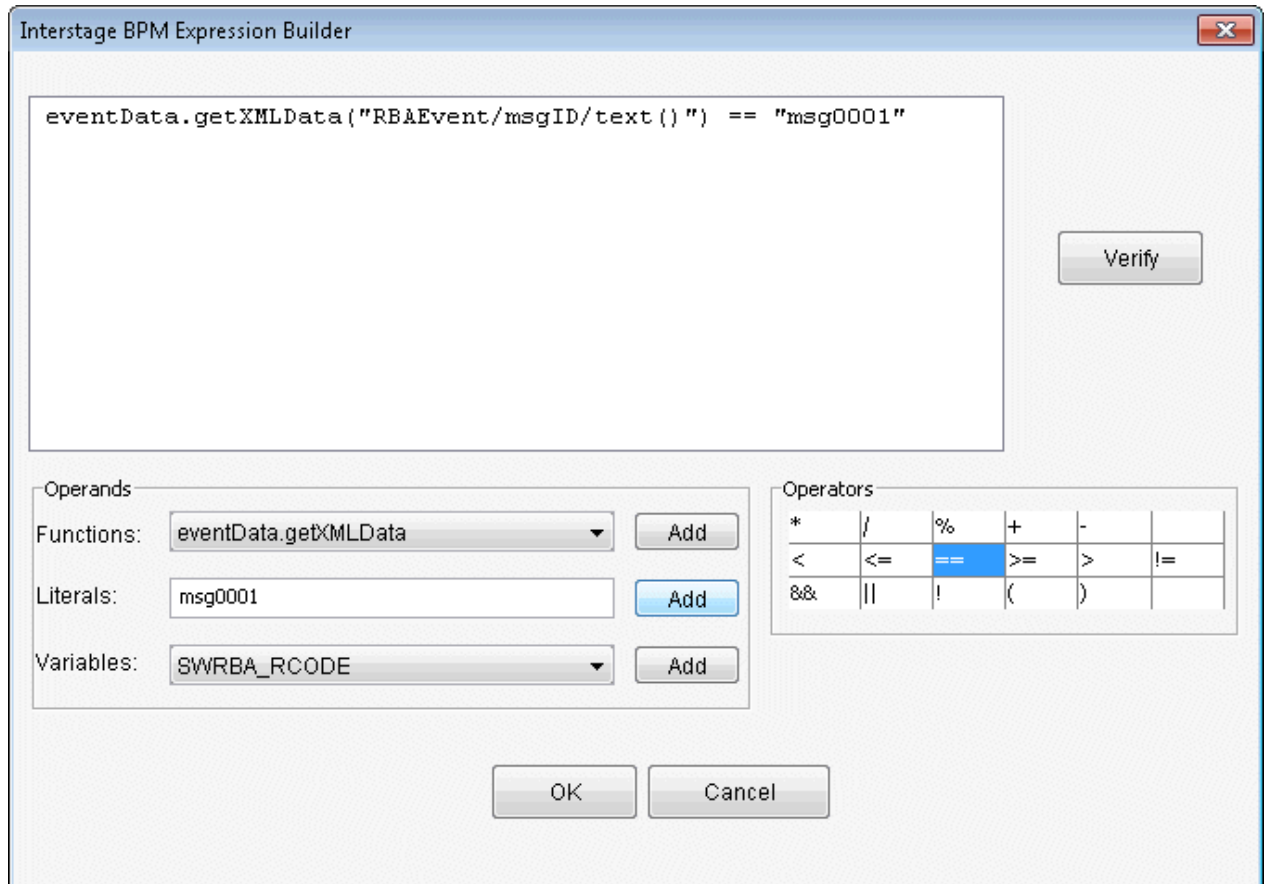 Interstage BPM Expression Builder
eventData.getXMLData("RBAEvent/msgID/text()") == "msg0001"
Verify
Operands
Functions: eventData.getXMLData Add
Literals: msg0001 Add
Variables: SWRBA_RCODE Add
Operators
* / % + -
< <= == >= > !=
&& || ! ( )
OK Cancel